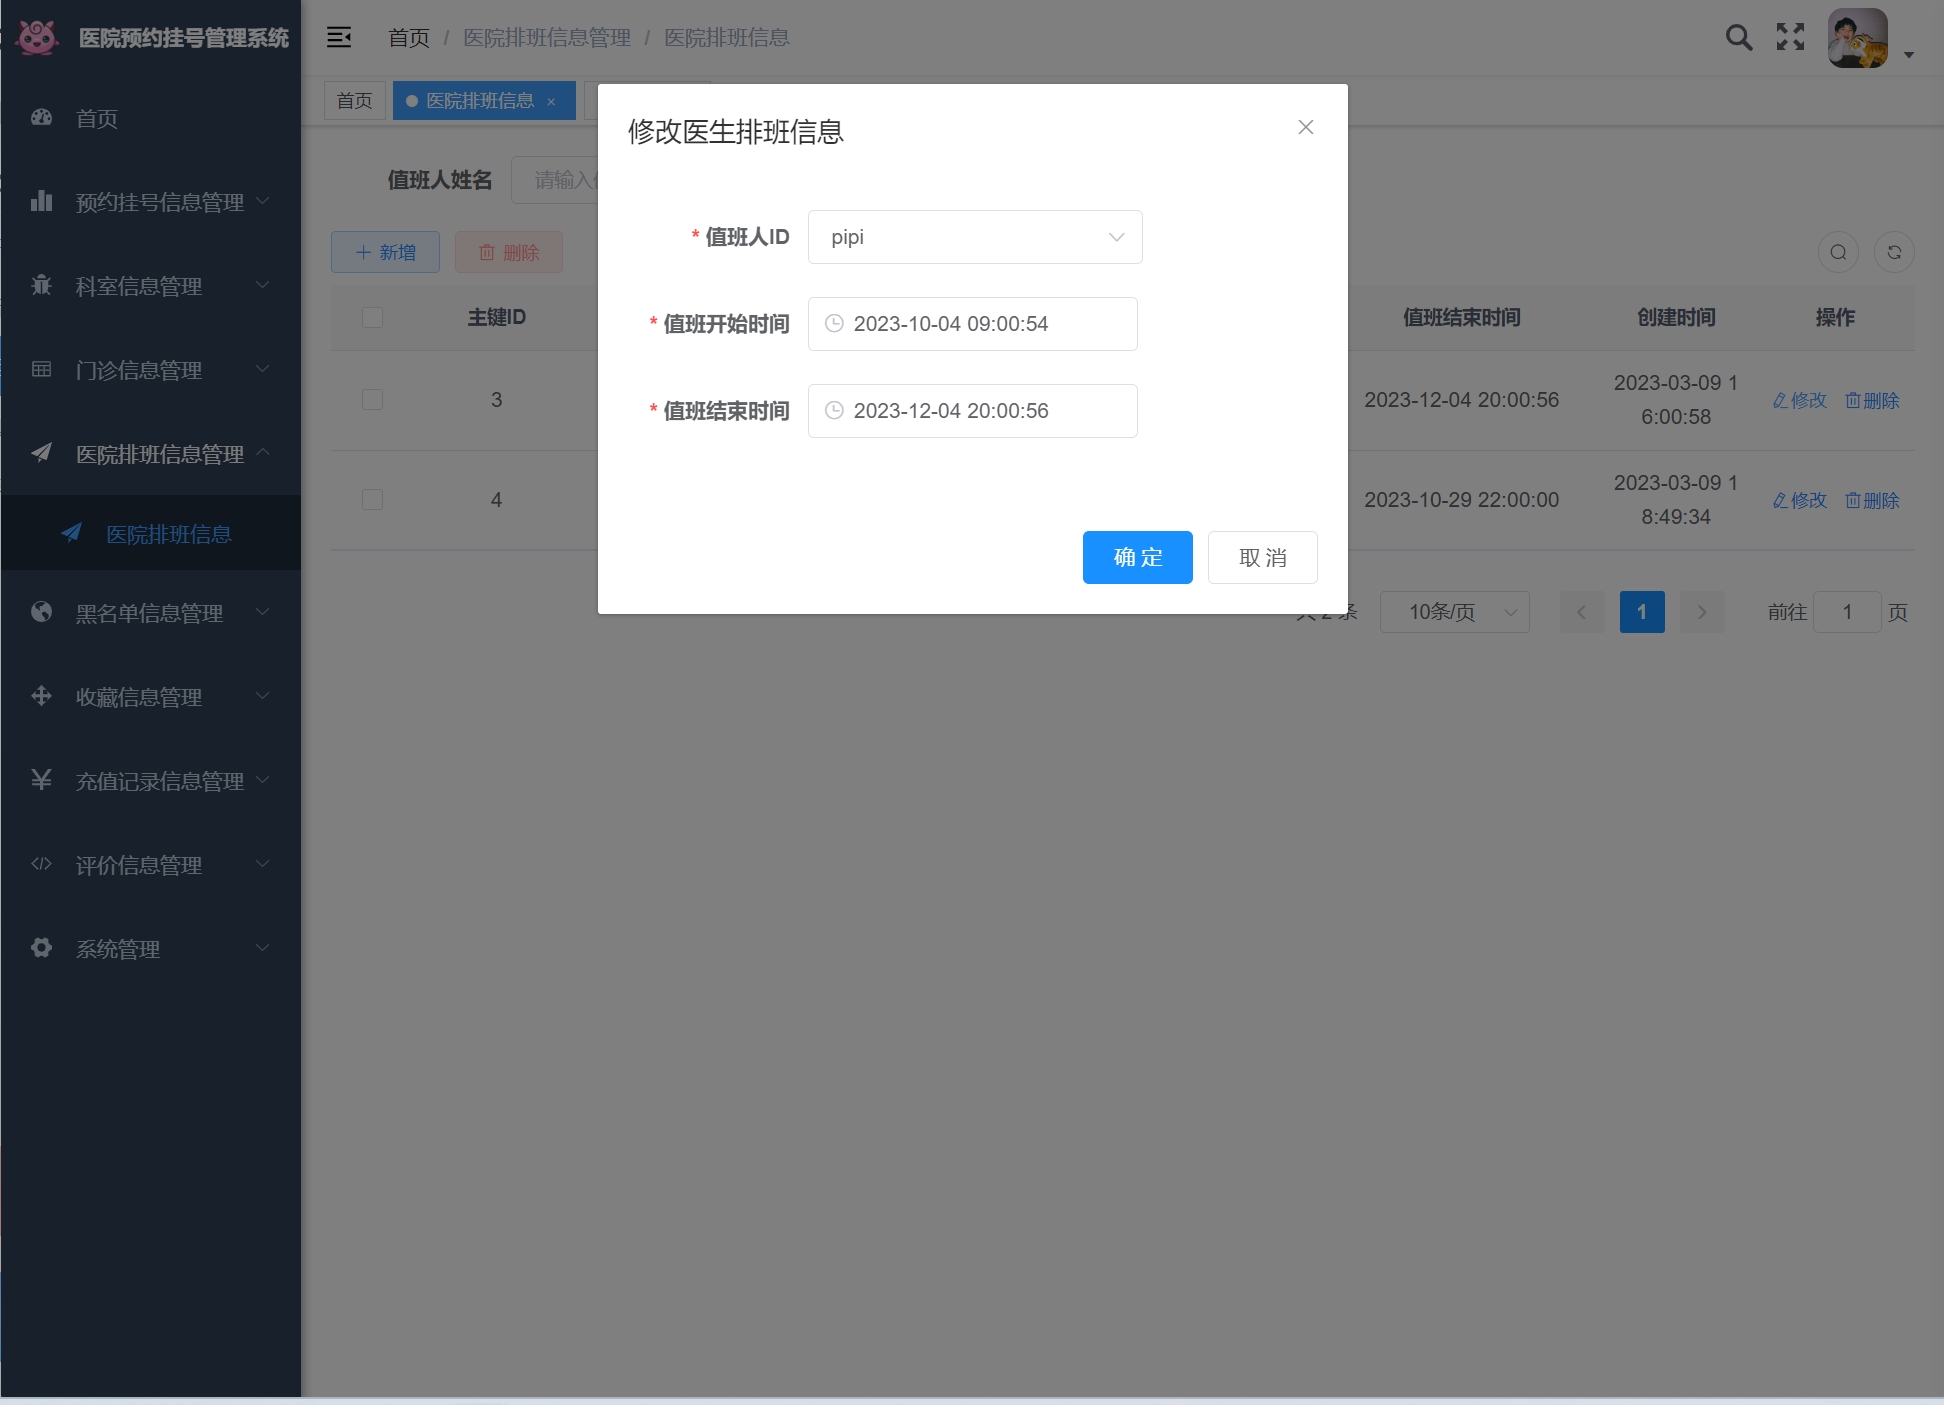 医院预约挂号管理系统
首页 / 医院排班信息管理 / 医院排班信息
首页
医院排班信息 ×
首页
预约挂号信息管理
科室信息管理
门诊信息管理
医院排班信息管理
医院排班信息
黑名单信息管理
收藏信息管理
充值记录信息管理
评价信息管理
系统管理
值班人姓名
请输入
+ 新增
删除
主键ID
值班结束时间
创建时间
操作
3
2023-12-04 20:00:56
2023-03-09 1
6:00:58
修改
删除
4
2023-10-29 22:00:00
2023-03-09 1
8:49:34
修改
删除
10条/页
1
前往 1 页
修改医生排班信息
* 值班人ID
pipi
* 值班开始时间
2023-10-04 09:00:54
* 值班结束时间
2023-12-04 20:00:56
确 定
取 消